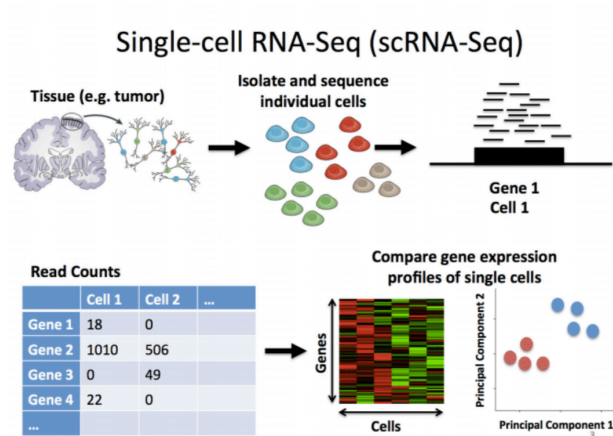 Single-cell RNA-Seq (scRNA-Seq)
Tissue (e.g. tumor)
Isolate and sequence
individual cells
Gene 1
Cell 1
Read Counts
Cell 1 Cell 2 ...
Gene 1 18 0
Gene 2 1010 506
Gene 3 0 49
Gene 4 22 0
...
Compare gene expression
profiles of single cells
Genes
Cells
Principal Component 2
Principal Component 1
3